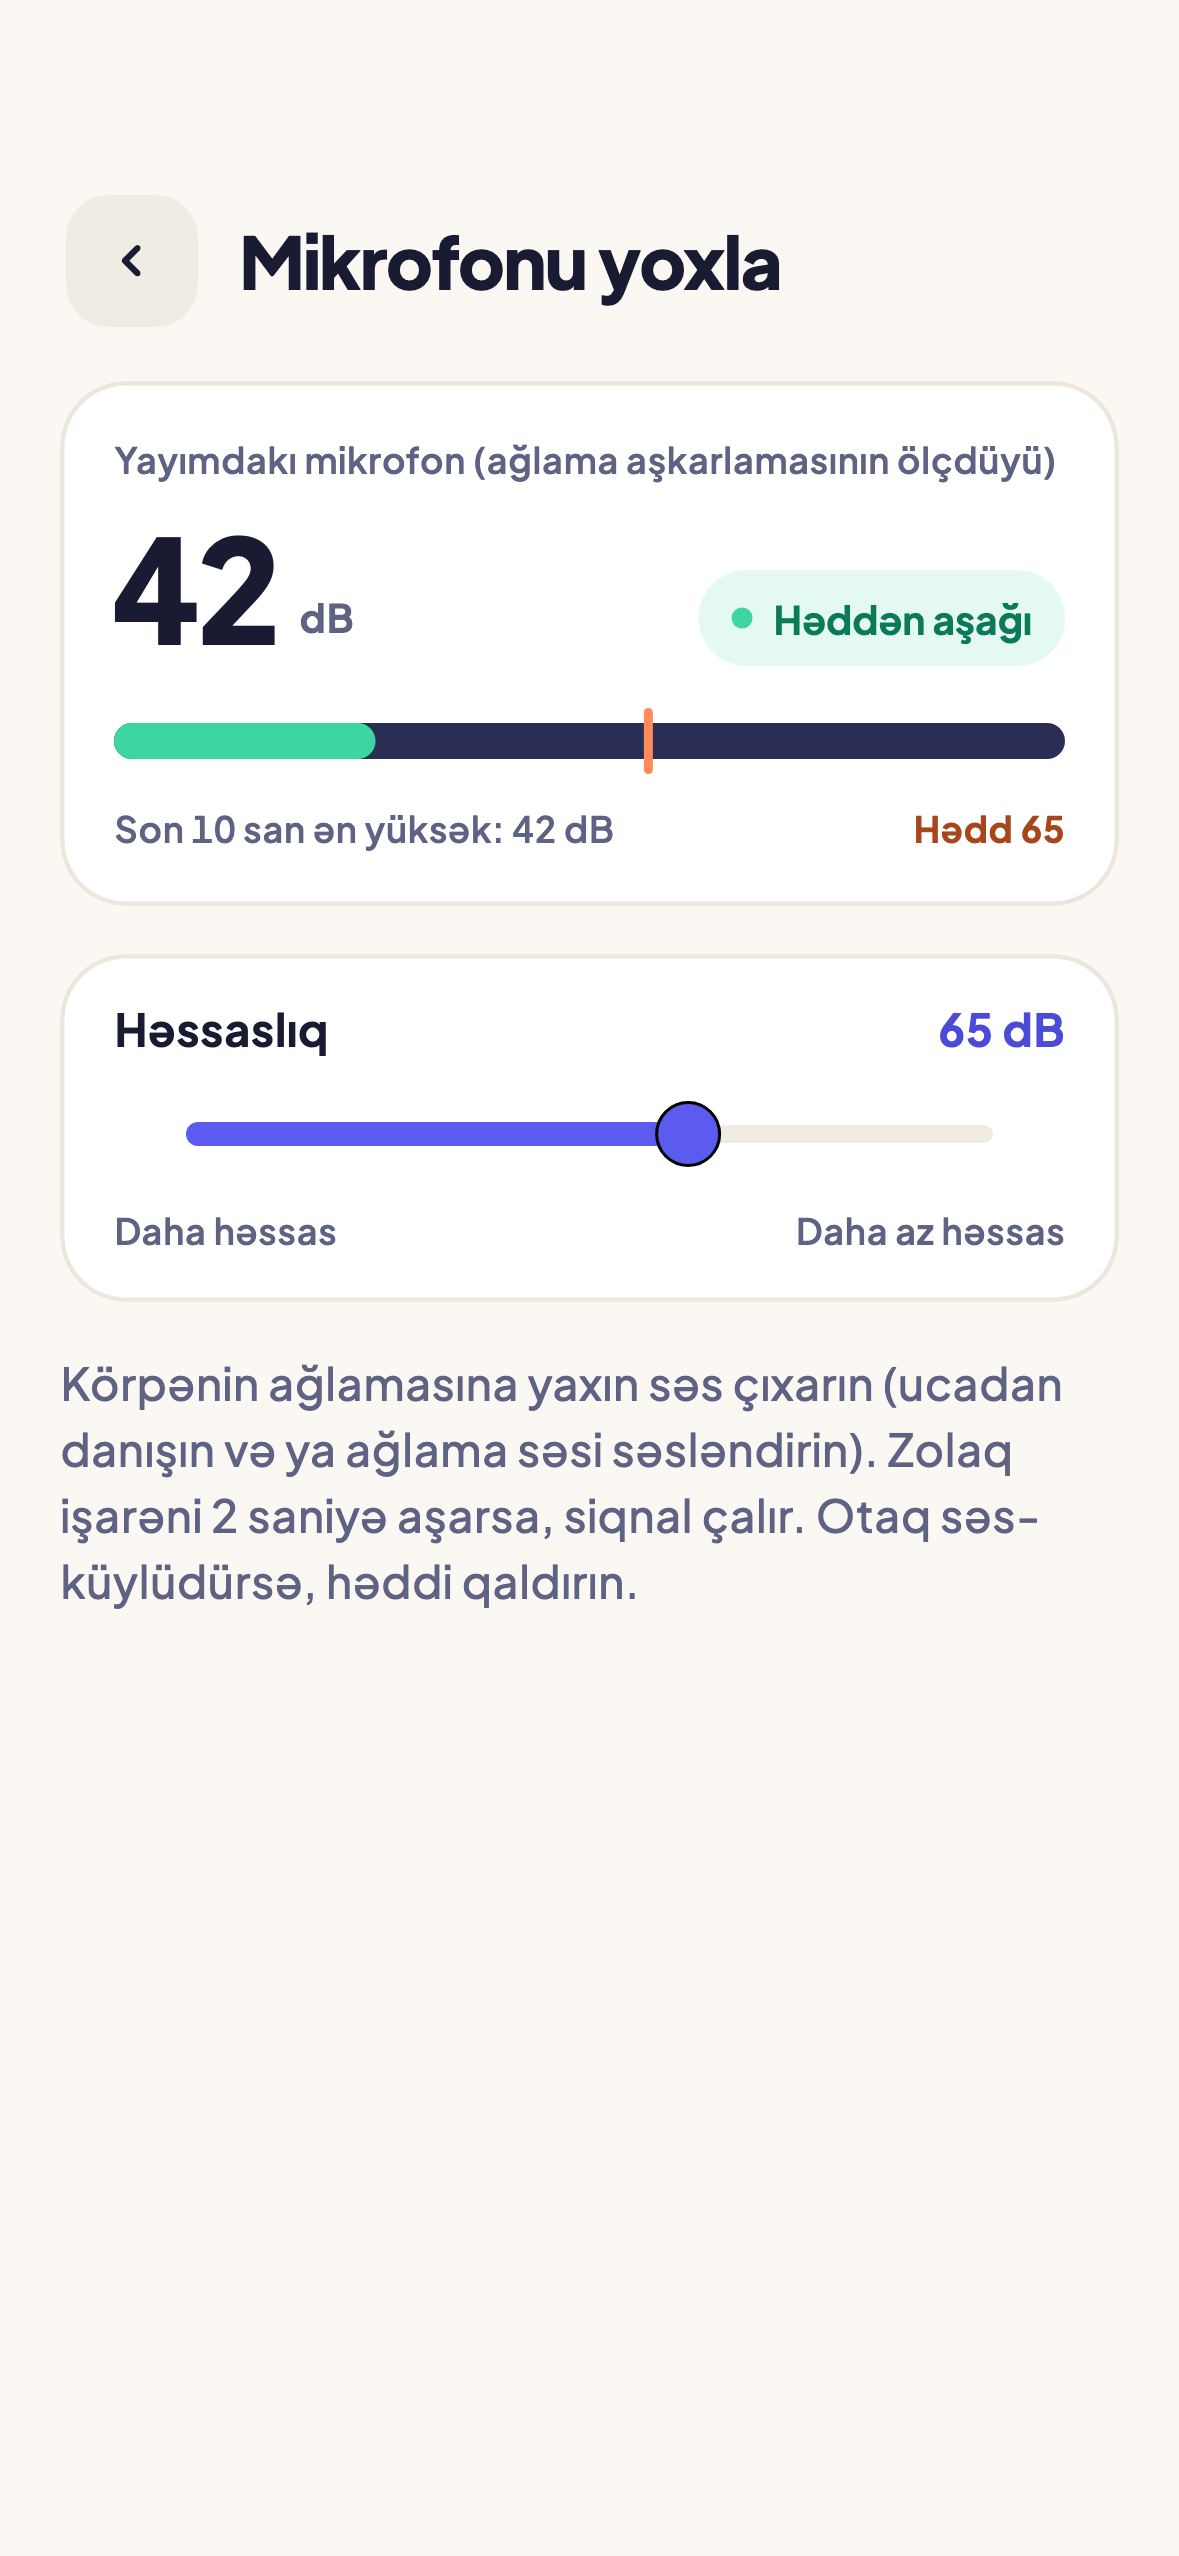 Mikrofonu yoxla
Yayımdakı mikrofon (ağlama aşkarlamasının ölçdüyü)
42 dB
Həddən aşağı
Son 10 san ən yüksək: 42 dB
Hədd 65
Həssaslıq
65 dB
Daha həssas
Daha az həssas
Körpənin ağlamasına yaxın səs çıxarın (ucadan
danışın və ya ağlama səsi səsləndirin). Zolaq
işarəni 2 saniyə aşarsa, siqnal çalır. Otaq səs-
küylüdürsə, həddi qaldırın.